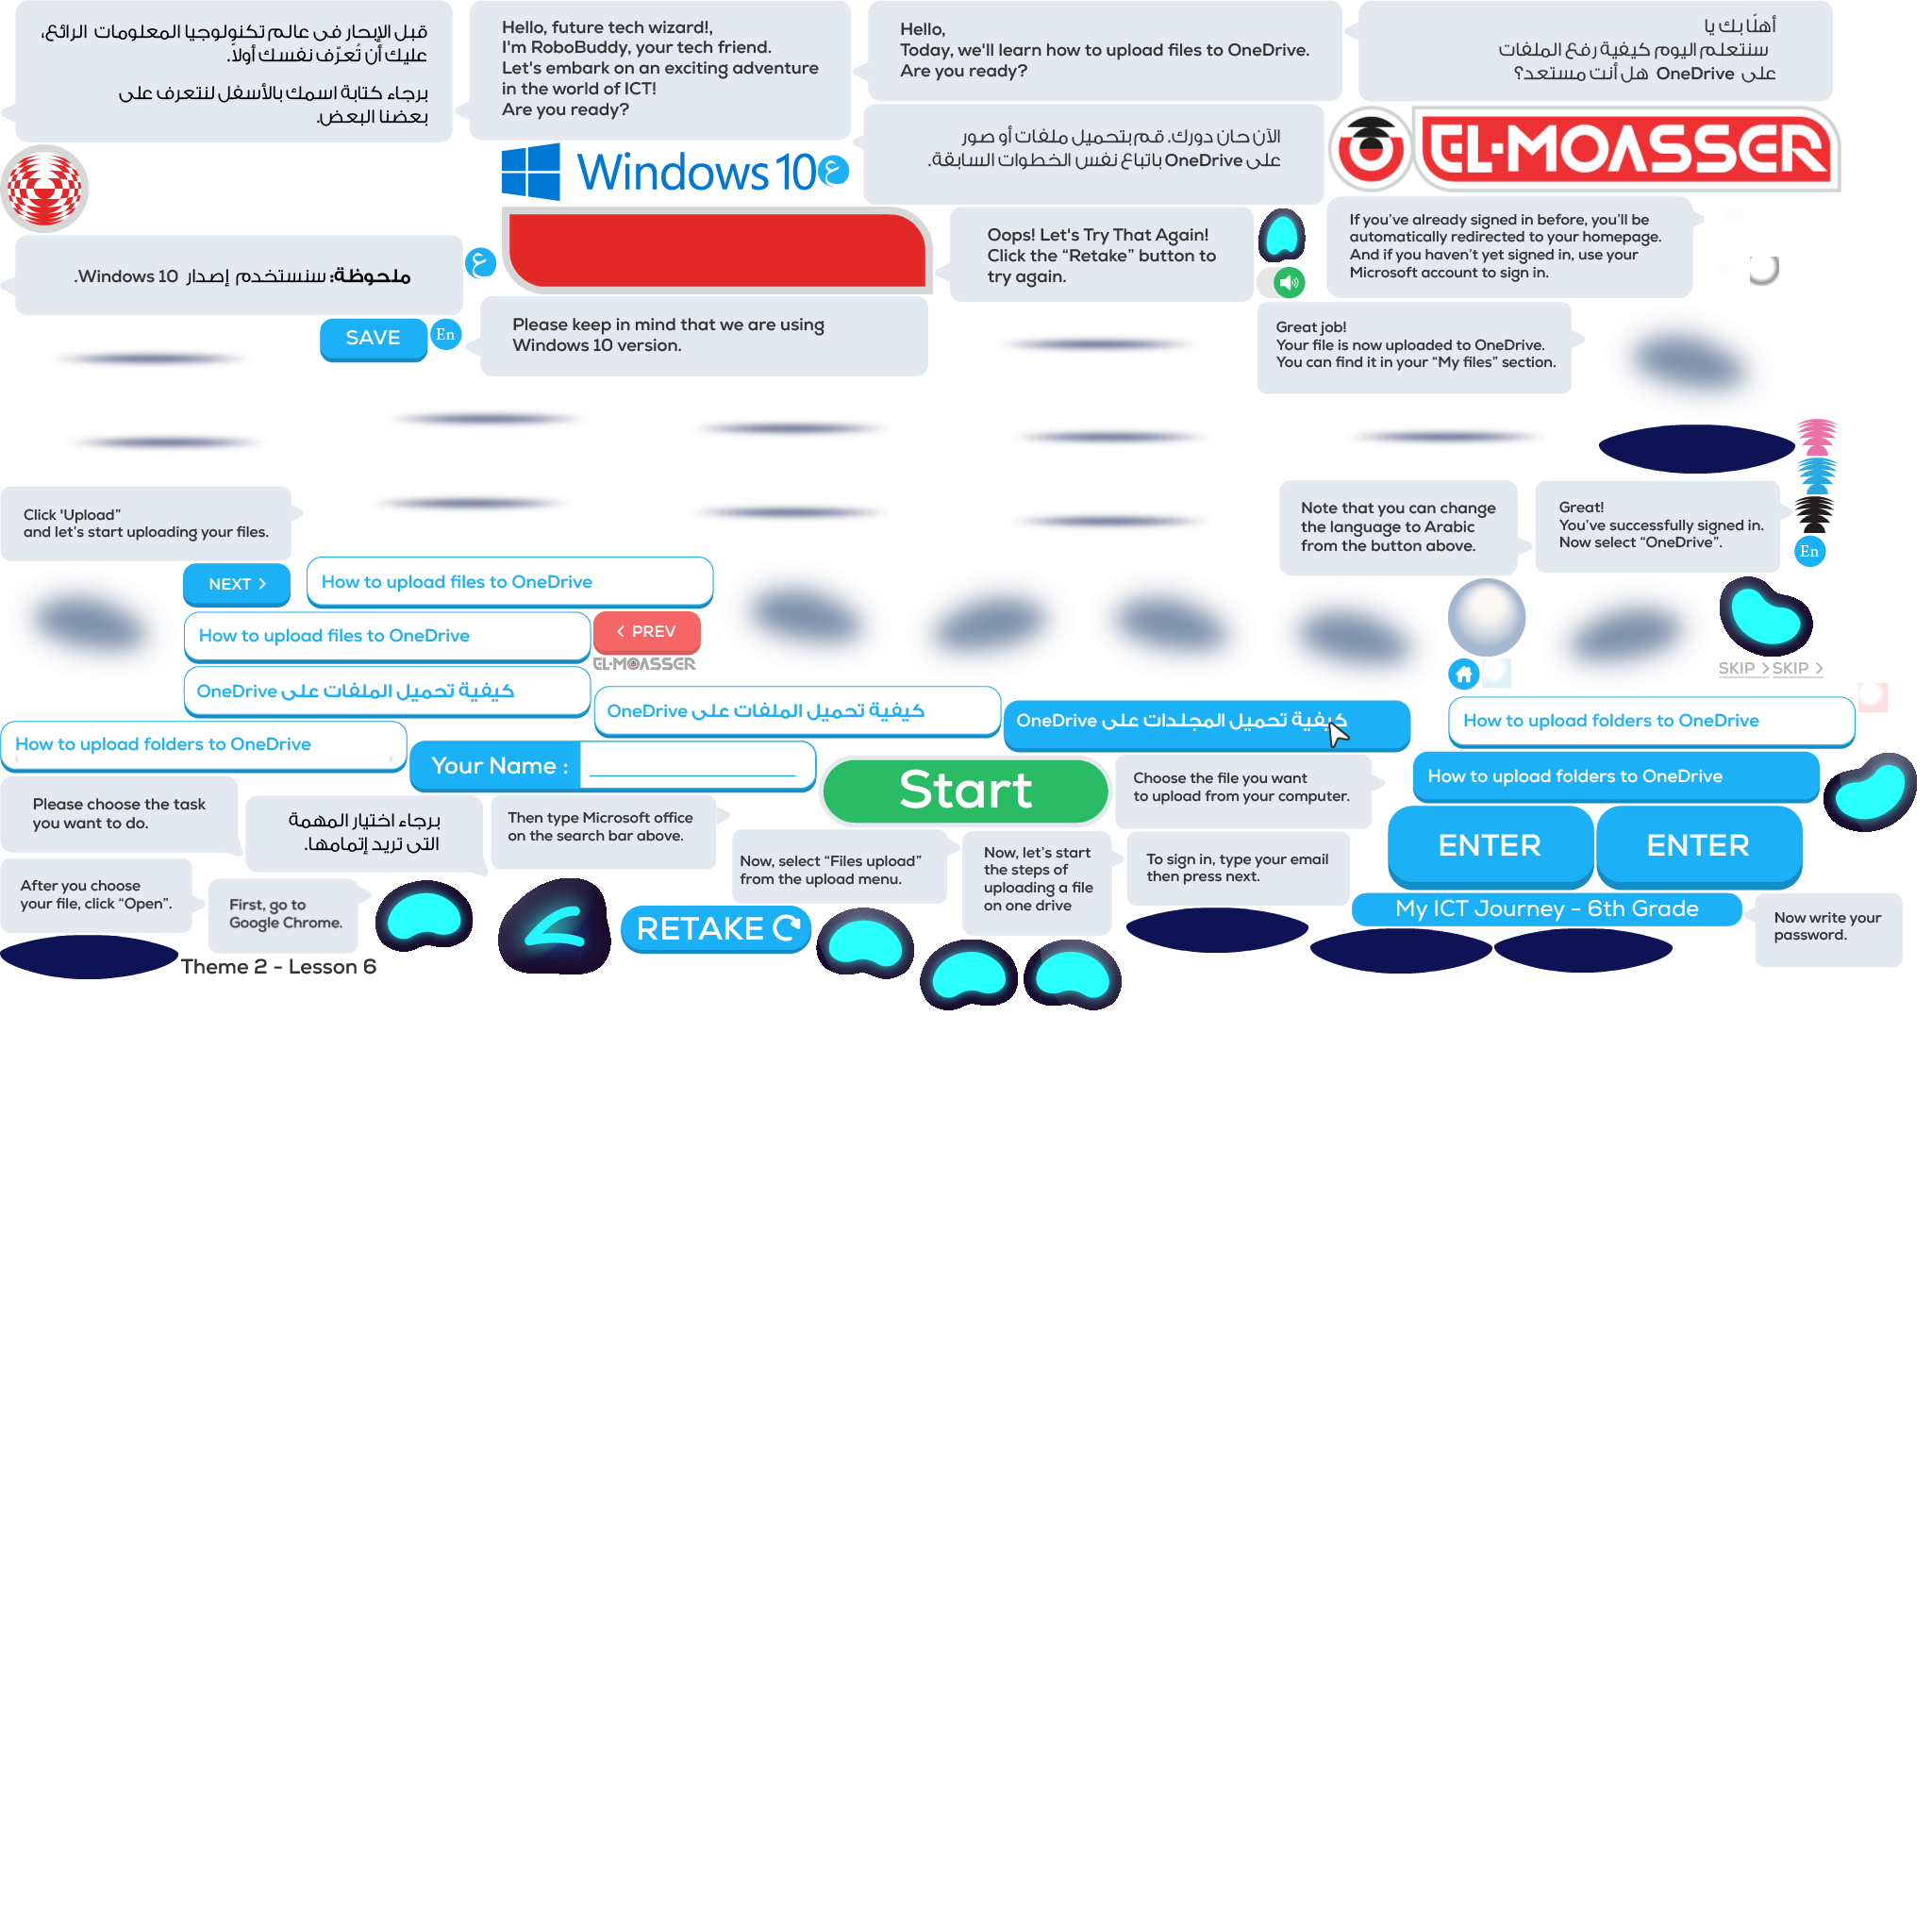 قبل الإبحار فى عالم تكنولوجيا المعلومات الرائع،
عليك أن تُعرّف نفسك أولاً.
برجاء كتابة اسمك بالأسفل لنتعرف على
بعضنا البعض.
Hello, future tech wizard!,
I'm RoboBuddy, your tech friend.
Let's embark on an exciting adventure
in the world of ICT!
Are you ready?
Hello,
Today, we'll learn how to upload files to OneDrive.
Are you ready?
أهلًا بك يا
سنتعلم اليوم كيفية رفع الملفات
على OneDrive هل أنت مستعد؟
الآن حان دورك. قم بتحميل ملفات أو صور
على OneDrive باتباع نفس الخطوات السابقة.
EL-MOASSER
Windows 10
ع
ملحوظة: سنستخدم إصدار Windows 10.
ع
Oops! Let's Try That Again!
Click the “Retake” button to
try again.
If you’ve already signed in before, you’ll be
automatically redirected to your homepage.
And if you haven’t yet signed in, use your
Microsoft account to sign in.
SAVE
En
Please keep in mind that we are using
Windows 10 version.
Great job!
Your file is now uploaded to OneDrive.
You can find it in your “My files” section.
Click 'Upload”
and let’s start uploading your files.
Note that you can change
the language to Arabic
from the button above.
Great!
You’ve successfully signed in.
Now select “OneDrive”.
En
NEXT >
How to upload files to OneDrive
How to upload files to OneDrive
< PREV
EL-MOASSER
SKIP >
SKIP >
كيفية تحميل الملفات على OneDrive
كيفية تحميل الملفات على OneDrive
كيفية تحميل المجلدات على OneDrive
How to upload folders to OneDrive
How to upload folders to OneDrive
Your Name :
Start
Choose the file you want
to upload from your computer.
How to upload folders to OneDrive
Please choose the task
you want to do.
برجاء اختيار المهمة
التى تريد إتمامها.
Then type Microsoft office
on the search bar above.
Now, select “Files upload”
from the upload menu.
Now, let’s start
the steps of
uploading a file
on one drive
To sign in, type your email
then press next.
ENTER
ENTER
After you choose
your file, click “Open”.
First, go to
Google Chrome.
RETAKE
My ICT Journey - 6th Grade
Now write your
password.
Theme 2 - Lesson 6